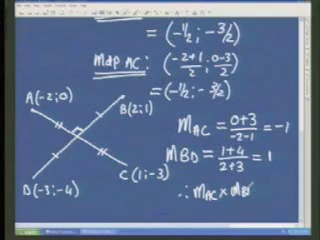 = (-½ ; -3/2)
Map AC: (-2+1/2 ; 0-3/2)
= (-½ ; -3/2)
A(-2;0)
B(2;1)
C(1;-3)
D(-3;-4)
MAC = 0+3/-2-1 = -1
MBD = 1+4/2+3 = 1
∴ MAC × MBD